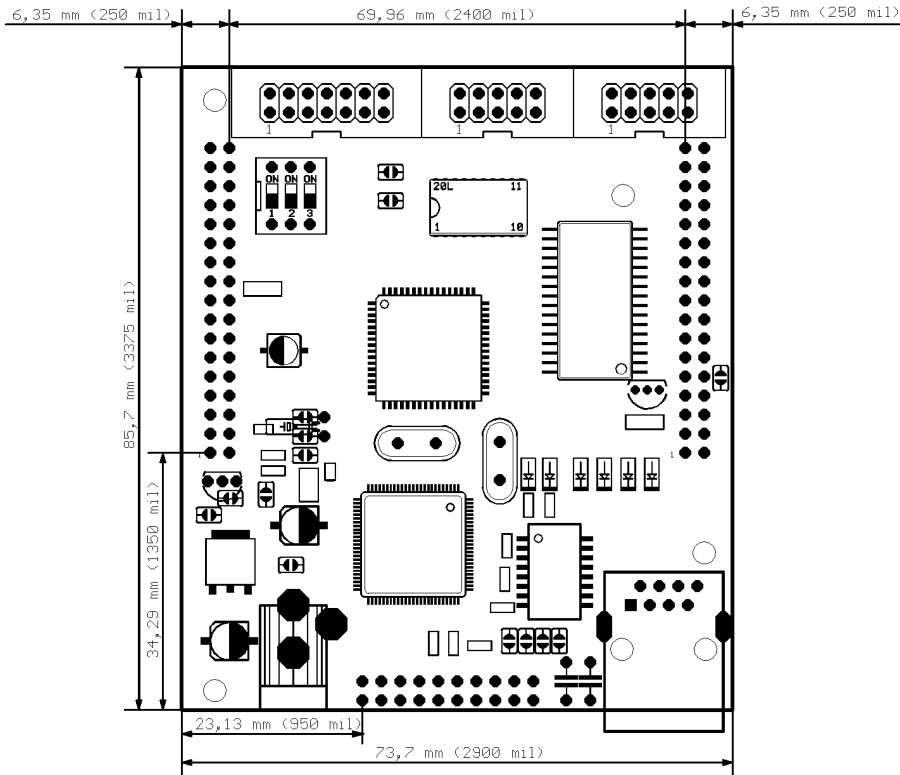 6,35 mm (250 mil)
69,96 mm (2400 mil)
6,35 mm (250 mil)
1
1
1
ON ON ON
1 2 3
20L 11
1 10
85,7 mm (3375 mil)
1
1
34,29 mm (1350 mil)
23,13 mm (950 mil)
73,7 mm (2900 mil)